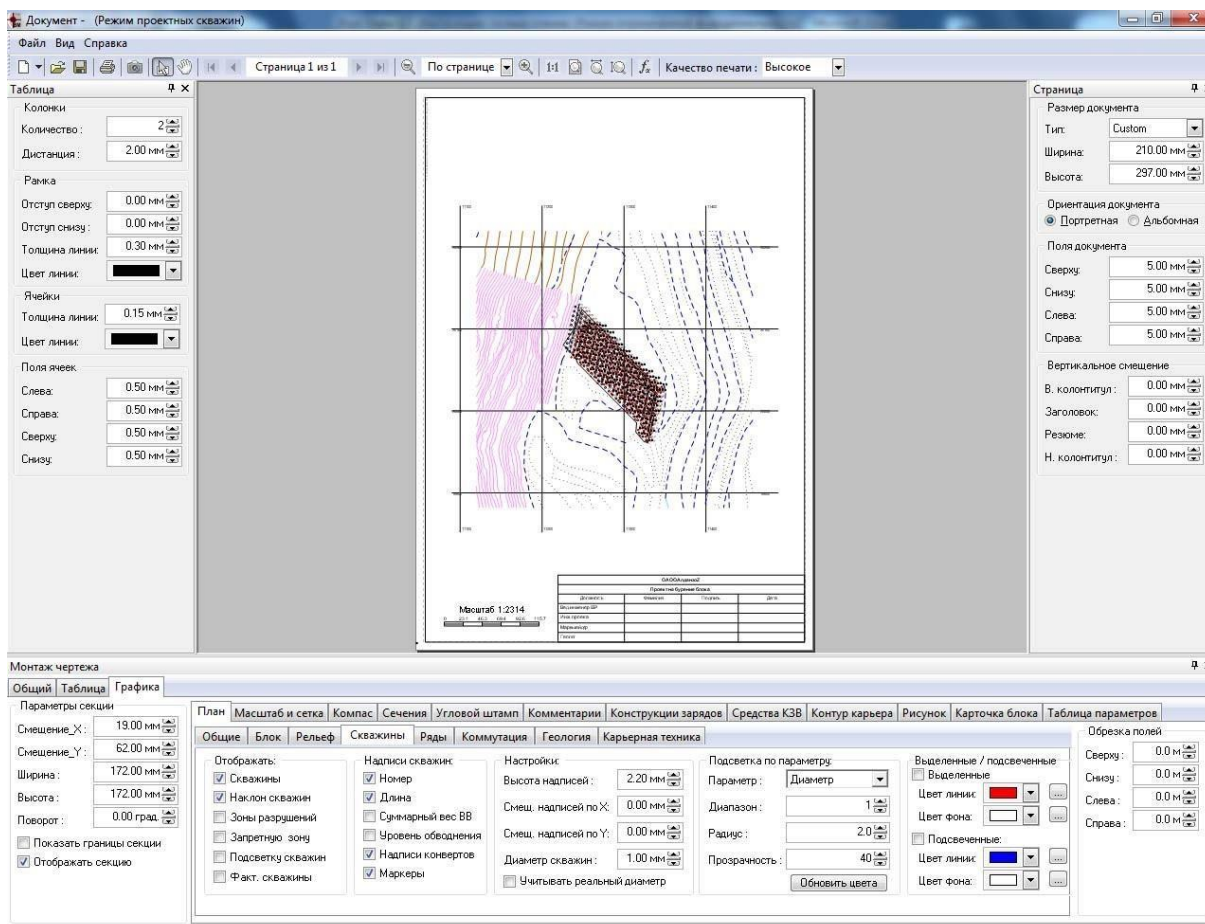 Документ - (Режим проектных скважин)
Файл Вид Справка
Страница 1 из 1 По странице 1:1 Качество печати: Высокое
Таблица
Колонки
Количество: 2
Дистанция: 2.00 мм
Рамка
Отступ сверху: 0.00 мм
Отступ снизу: 0.00 мм
Толщина линии: 0.30 мм
Цвет линии:
Ячейки
Толщина линии: 0.15 мм
Цвет линии:
Поля ячеек
Слева: 0.50 мм
Справа: 0.50 мм
Сверху: 0.50 мм
Снизу: 0.50 мм
Масштаб 1:2314
Проектное бурение блока
Страница
Размер документа
Тип: Custom
Ширина: 210.00 мм
Высота: 297.00 мм
Ориентация документа
Портретная Альбомная
Поля документа
Сверху: 5.00 мм
Снизу: 5.00 мм
Слева: 5.00 мм
Справа: 5.00 мм
Вертикальное смещение
В. колонтитул: 0.00 мм
Заголовок: 0.00 мм
Резюме: 0.00 мм
Н. колонтитул: 0.00 мм
Монтаж чертежа
Общий Таблица Графика
Параметры секции
Смещение_X: 19.00 мм
Смещение_Y: 62.00 мм
Ширина: 172.00 мм
Высота: 172.00 мм
Поворот: 0.00 град.
Показать границы секции
Отображать секцию
План Масштаб и сетка Компас Сечения Угловой штамп Комментарии Конструкции зарядов Средства КЗВ Контур карьера Рисунок Карточка блока Таблица параметров
Общие Блок Рельеф Скважины Ряды Коммутация Геология Карьерная техника
Отображать:
Скважины
Наклон скважин
Зоны разрушений
Запретную зону
Подсветку скважин
Факт. скважины
Надписи скважин:
Номер
Длина
Суммарный вес ВВ
Уровень обводнения
Надписи конвертов
Маркеры
Настройки:
Высота надписей: 2.20 мм
Смещ. надписей по X: 0.00 мм
Смещ. надписей по Y: 0.00 мм
Диаметр скважин: 1.00 мм
Учитывать реальный диаметр
Подсветка по параметру:
Параметр: Диаметр
Диапазон: 1
Радиус: 2.0
Прозрачность: 40
Обновить цвета
Выделенные / подсвеченные
Выделенные
Цвет линии: ...
Цвет фона: ...
Подсвеченные:
Цвет линии: ...
Цвет фона: ...
Обрезка полей
Сверху: 0.0 м
Снизу: 0.0 м
Слева: 0.0 м
Справа: 0.0 м